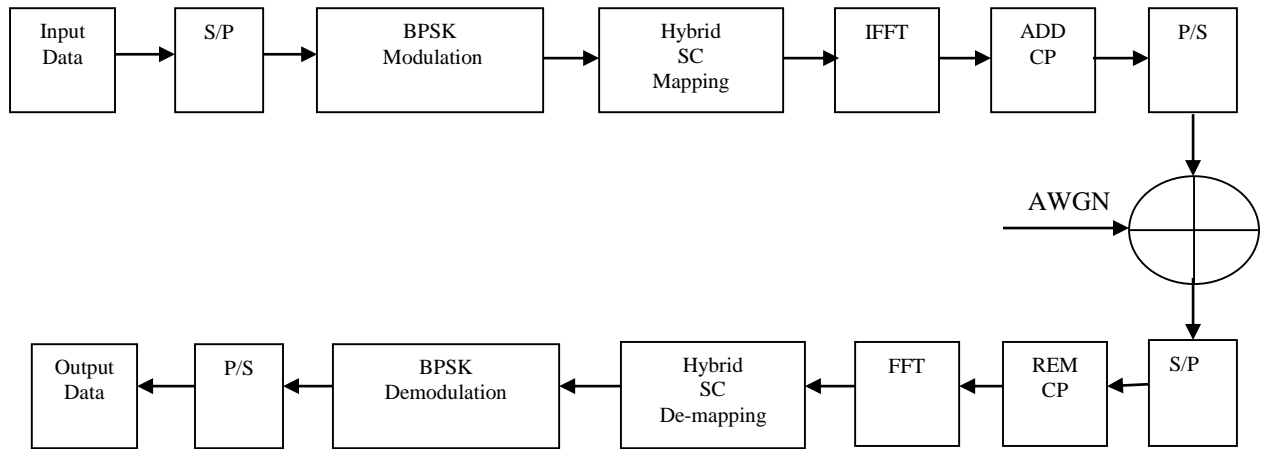 Input
Data
S/P
BPSK
Modulation
Hybrid
SC
Mapping
IFFT
ADD
CP
P/S
AWGN
Output
Data
P/S
BPSK
Demodulation
Hybrid
SC
De-mapping
FFT
REM
CP
S/P